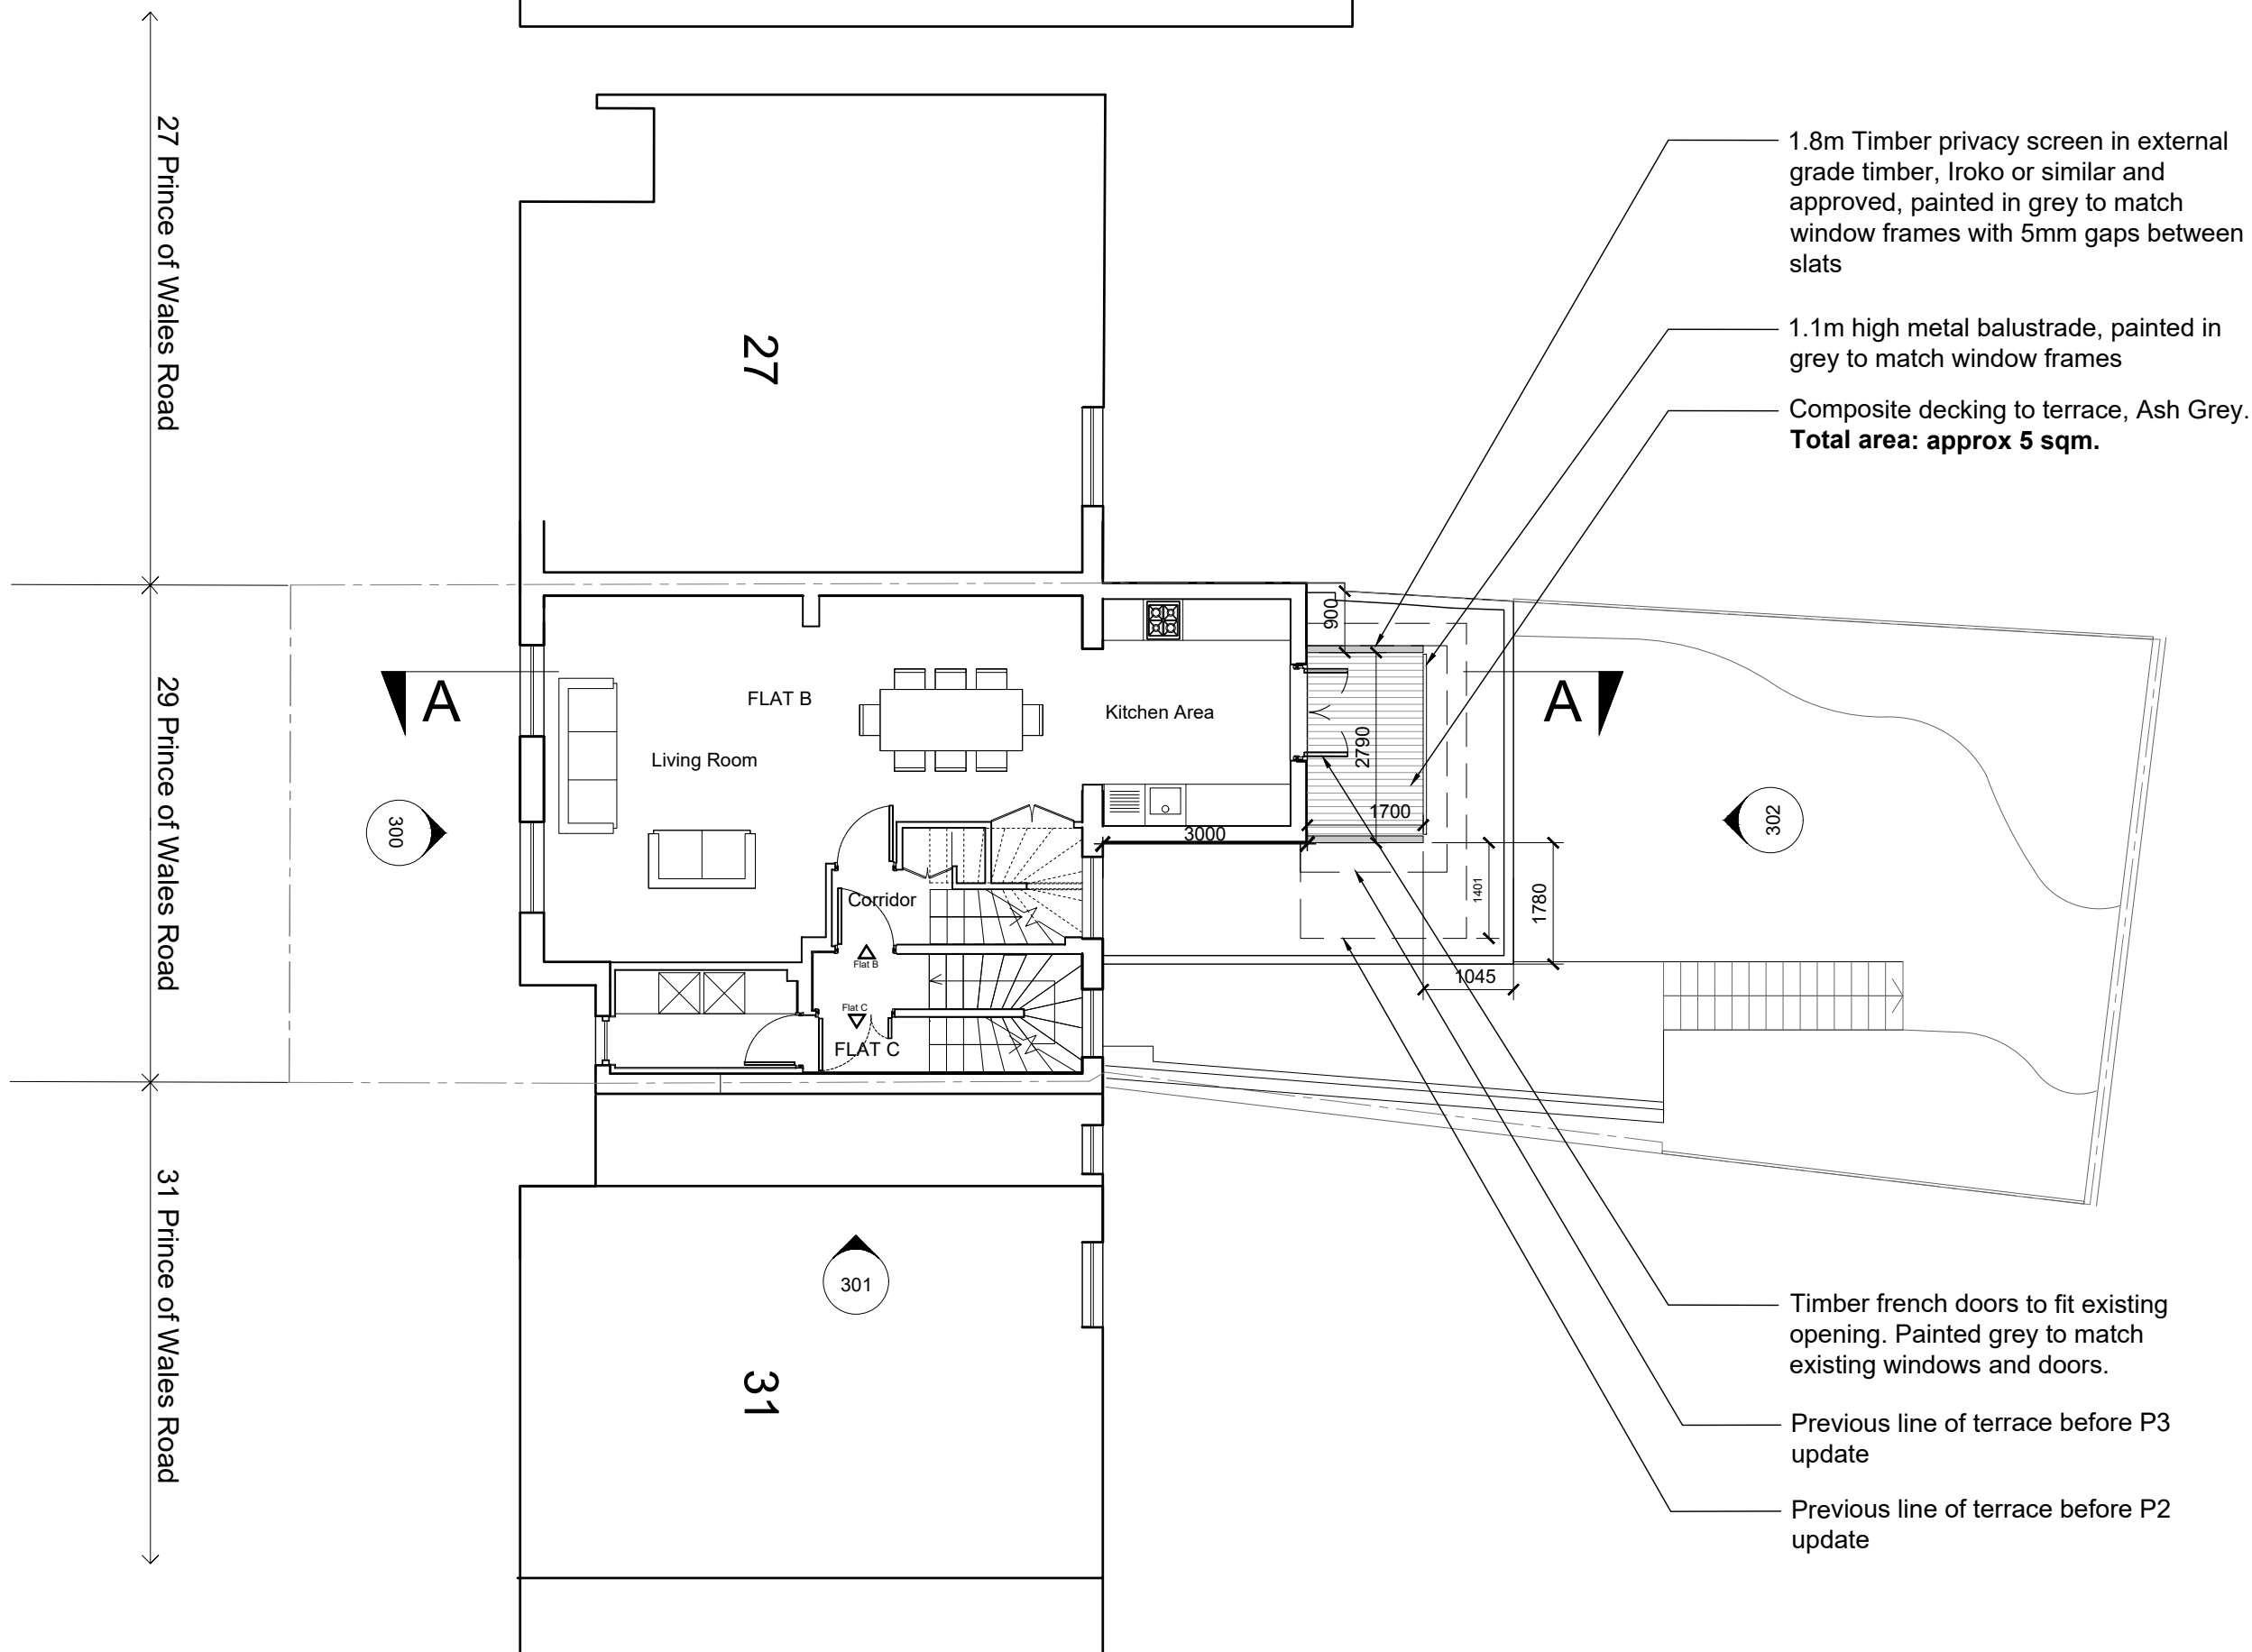 27 Prince of Wales Road
29 Prince of Wales Road
31 Prince of Wales Road
27
31
1.8m Timber privacy screen in external
grade timber, Iroko or similar and
approved, painted in grey to match
window frames with 5mm gaps between
slats
1.1m high metal balustrade, painted in
grey to match window frames
Composite decking to terrace, Ash Grey.
Total area: approx 5 sqm.
900
A
FLAT B
Kitchen Area
A
Living Room
2790
1700
300
302
3000
1401
1780
Corridor
Flat B
1045
Flat C
FLAT C
301
Timber french doors to fit existing
opening. Painted grey to match
existing windows and doors.
Previous line of terrace before P3
update
Previous line of terrace before P2
update